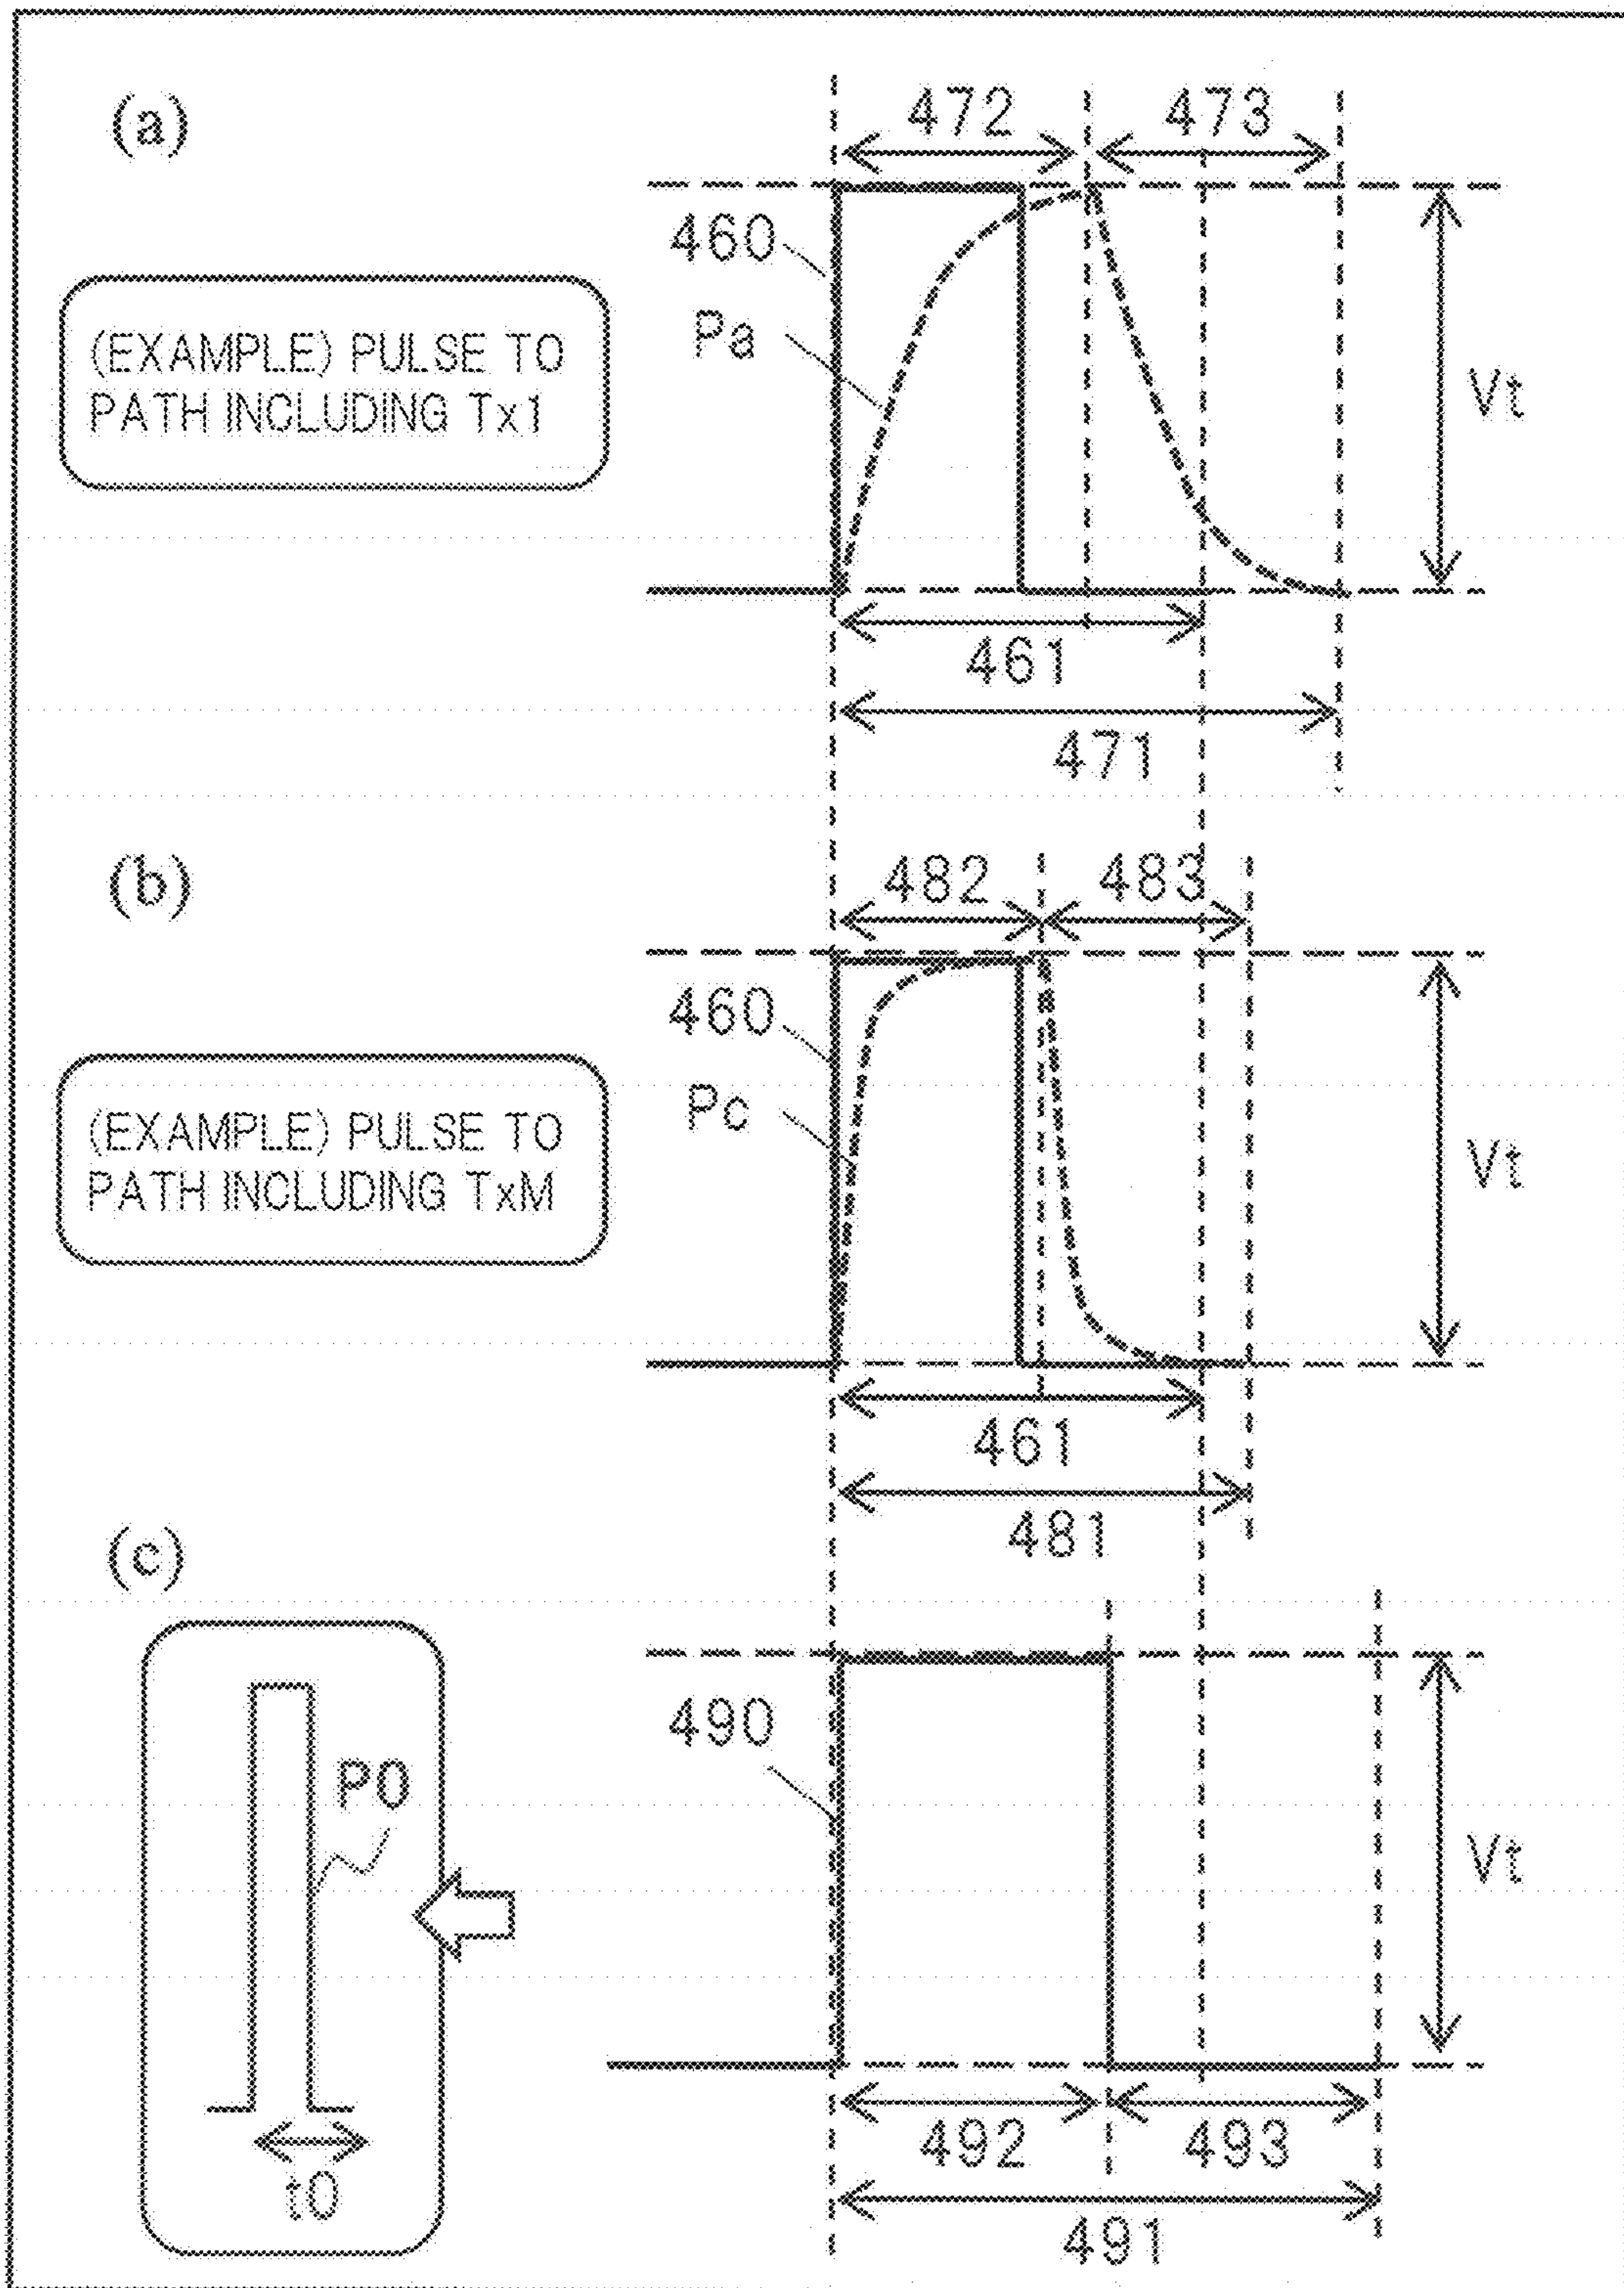 (a)
472
473
460
Pa
(EXAMPLE) PULSE TO
PATH INCLUDING Tx1
Vt
461
471
(b)
482
483
460
Pc
(EXAMPLE) PULSE TO
PATH INCLUDING TxM
Vt
461
481
(c)
490
P0
Vt
t0
492
493
491